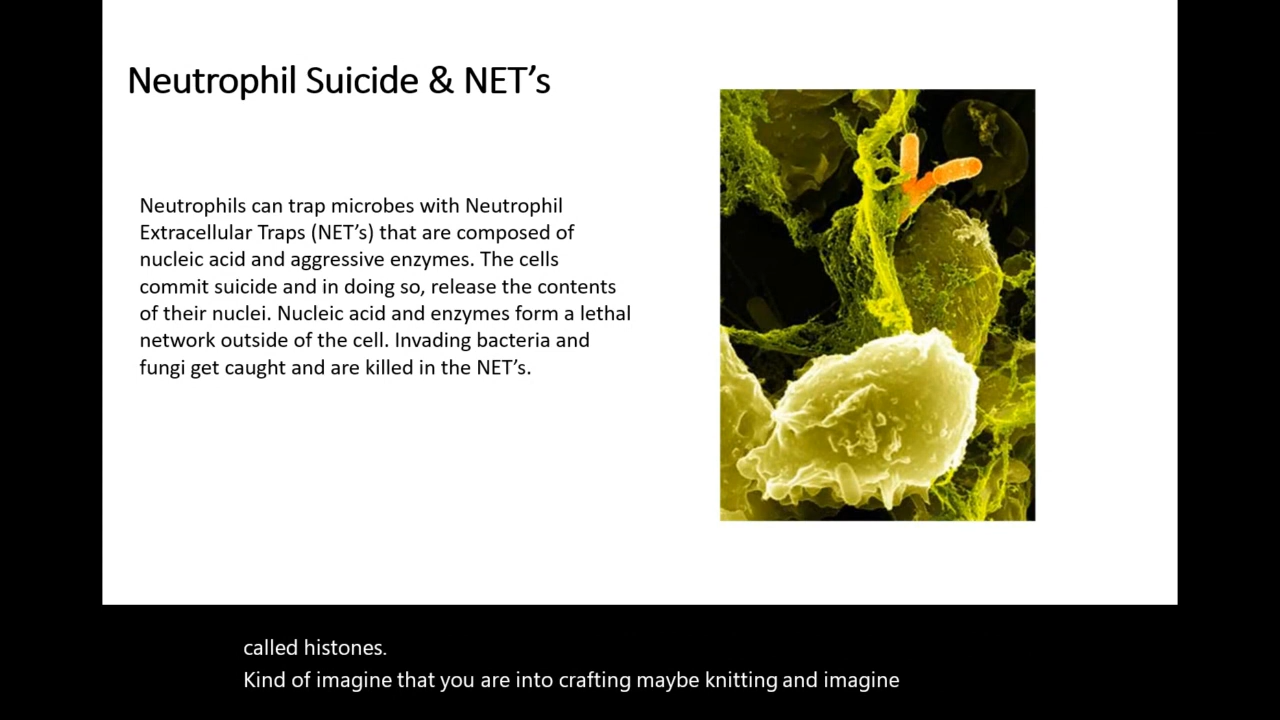 Neutrophil Suicide & NET’s
Neutrophils can trap microbes with Neutrophil
Extracellular Traps (NET’s) that are composed of
nucleic acid and aggressive enzymes. The cells
commit suicide and in doing so, release the contents
of their nuclei. Nucleic acid and enzymes form a lethal
network outside of the cell. Invading bacteria and
fungi get caught and are killed in the NET’s.
called histones.
Kind of imagine that you are into crafting maybe knitting and imagine